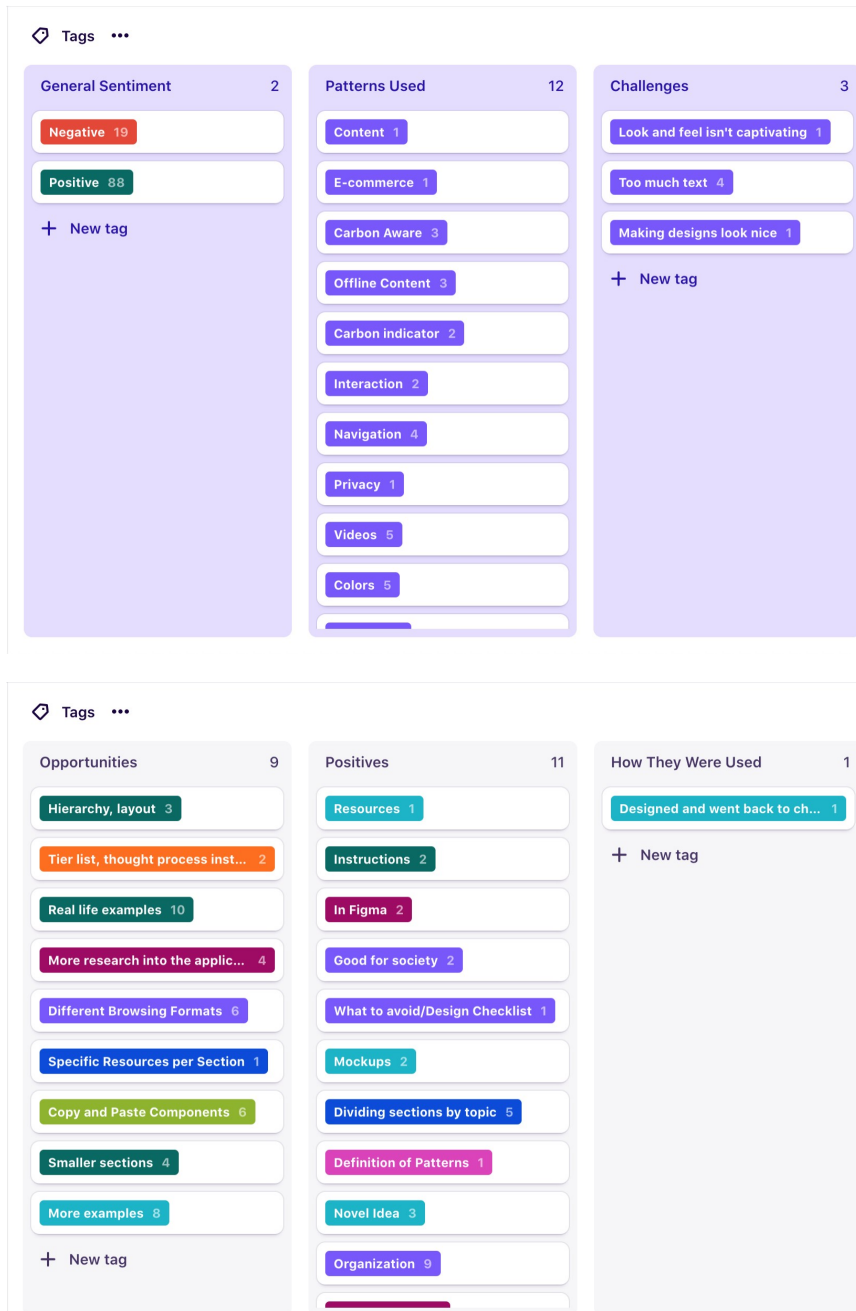 Tags
General Sentiment 2
Negative 19
Positive 88
New tag
Patterns Used 12
Content 1
E-commerce 1
Carbon Aware 3
Offline Content 3
Carbon indicator 2
Interaction 2
Navigation 4
Privacy 1
Videos 5
Colors 5
Challenges 3
Look and feel isn't captivating 1
Too much text 4
Making designs look nice 1
New tag
Tags
Opportunities 9
Hierarchy, layout 3
Tier list, thought process inst... 2
Real life examples 10
More research into the applic... 4
Different Browsing Formats 6
Specific Resources per Section 1
Copy and Paste Components 6
Smaller sections 4
More examples 8
New tag
Positives 11
Resources 1
Instructions 2
In Figma 2
Good for society 2
What to avoid/Design Checklist 1
Mockups 2
Dividing sections by topic 5
Definition of Patterns 1
Novel Idea 3
Organization 9
How They Were Used 1
Designed and went back to ch... 1
New tag